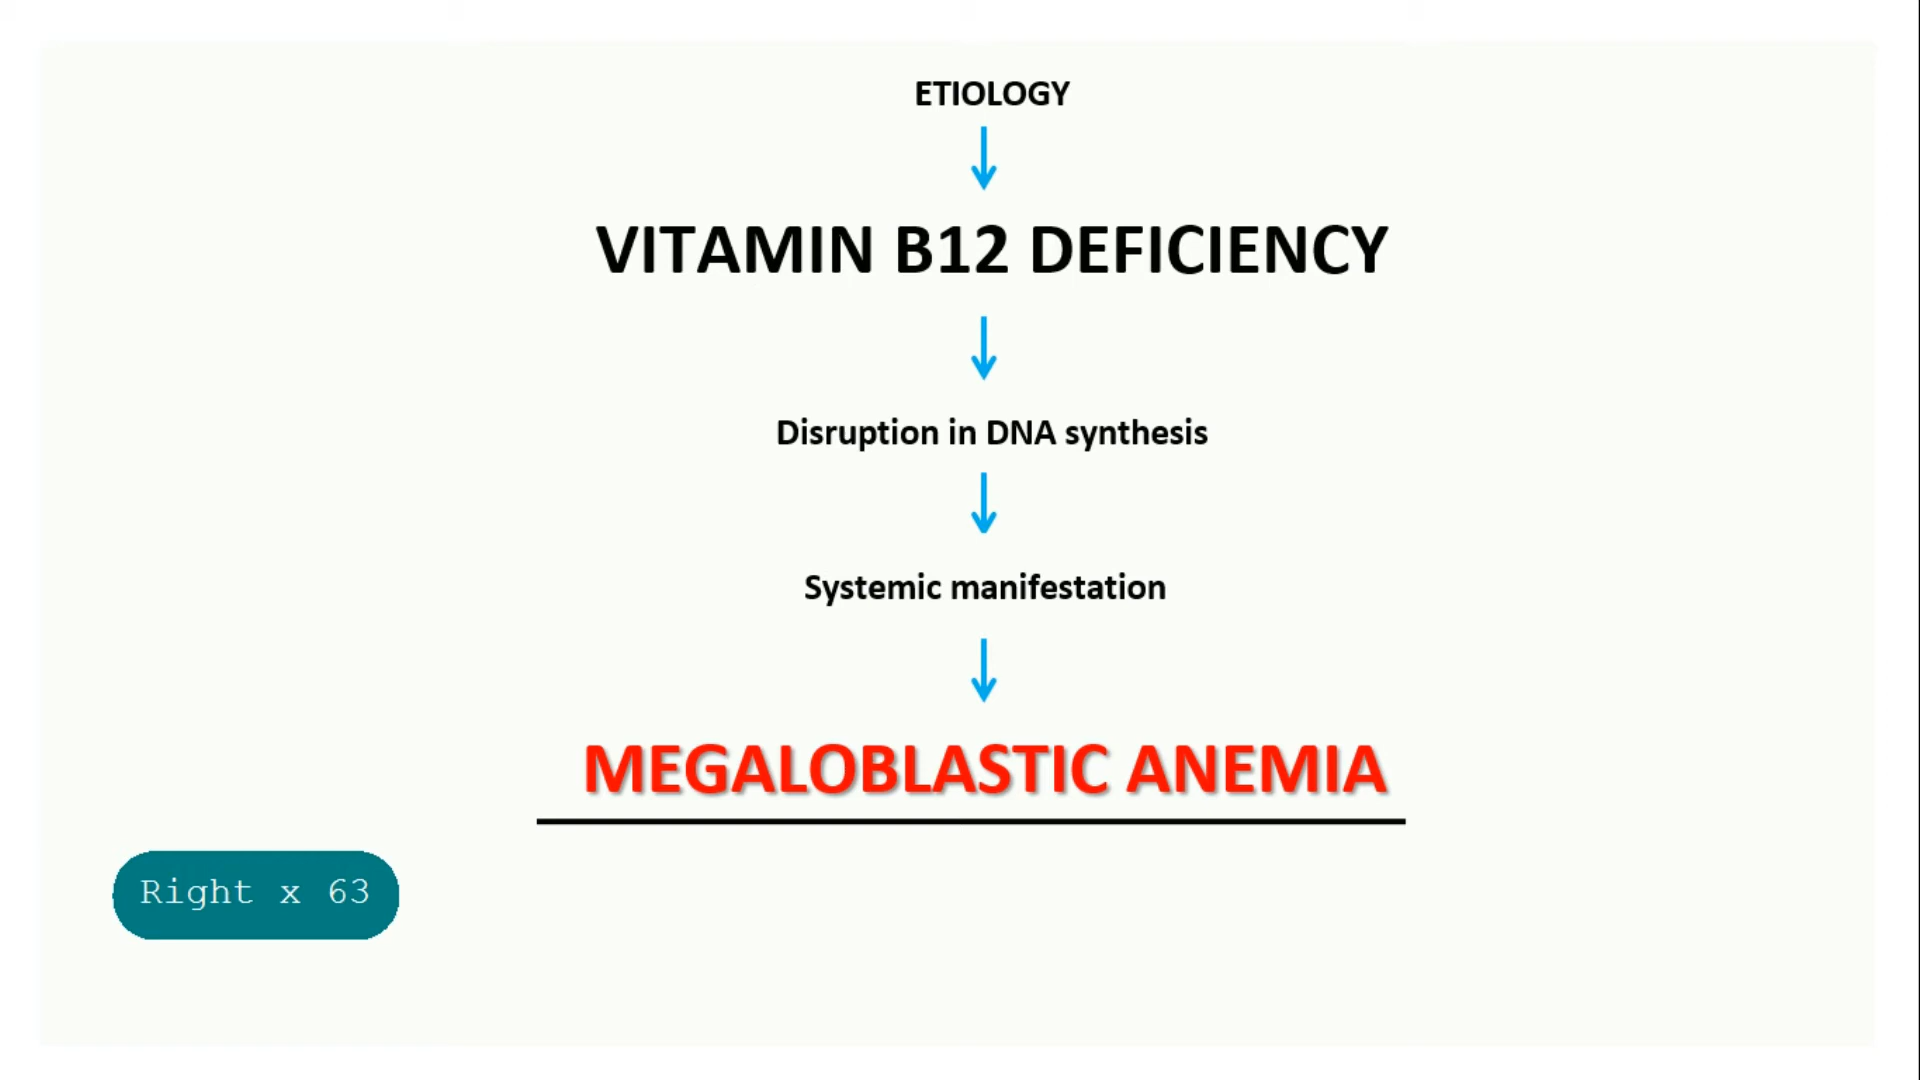 ETIOLOGY
VITAMIN B12 DEFICIENCY
Disruption in DNA synthesis
Systemic manifestation
MEGALOBLASTIC ANEMIA
Right x 63